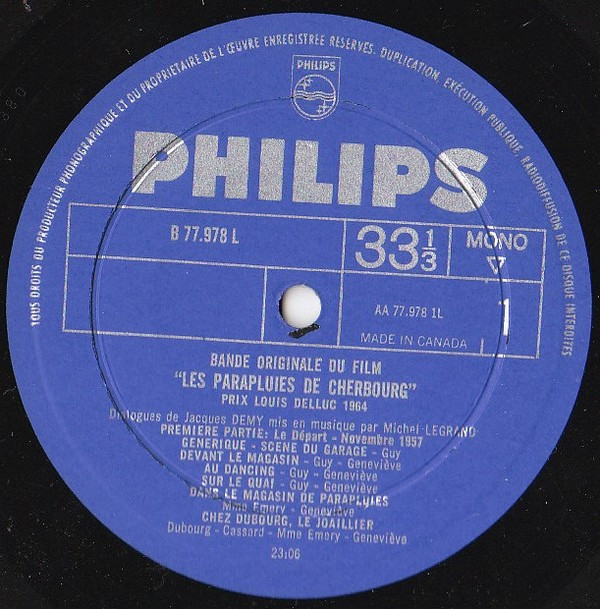 TOUS DROITS DU PRODUCTEUR PHONOGRAPHIQUE ET DU PROPRIETAIRE DE L'ŒUVRE ENREGISTREE RESERVES. DUPLICATION, EXECUTION PUBLIQUE, RADIODIFFUSION DE CE DISQUE INTERDITES
PHILIPS
PHILIPS
B 77.978 L
33 1/3
MONO
AA 77.978 1L
1
MADE IN CANADA
BANDE ORIGINALE DU FILM
"LES PARAPLUIES DE CHERBOURG"
PRIX LOUIS DELLUC 1964
Dialogues de Jacques DEMY mis en musique par Michel LEGRAND
PREMIERE PARTIE: Le Départ - Novembre 1957
GENERIQUE - SCENE DU GARAGE - Guy
DEVANT LE MAGASIN - Guy - Geneviève
AU DANCING - Guy - Geneviève
SUR LE QUAI - Guy - Geneviève
DANS LE MAGASIN DE PARAPLUIES
Mme Emery - Geneviève
CHEZ DUBOURG, LE JOAILLIER
Dubourg - Cassard - Mme Emery - Geneviève
23:06